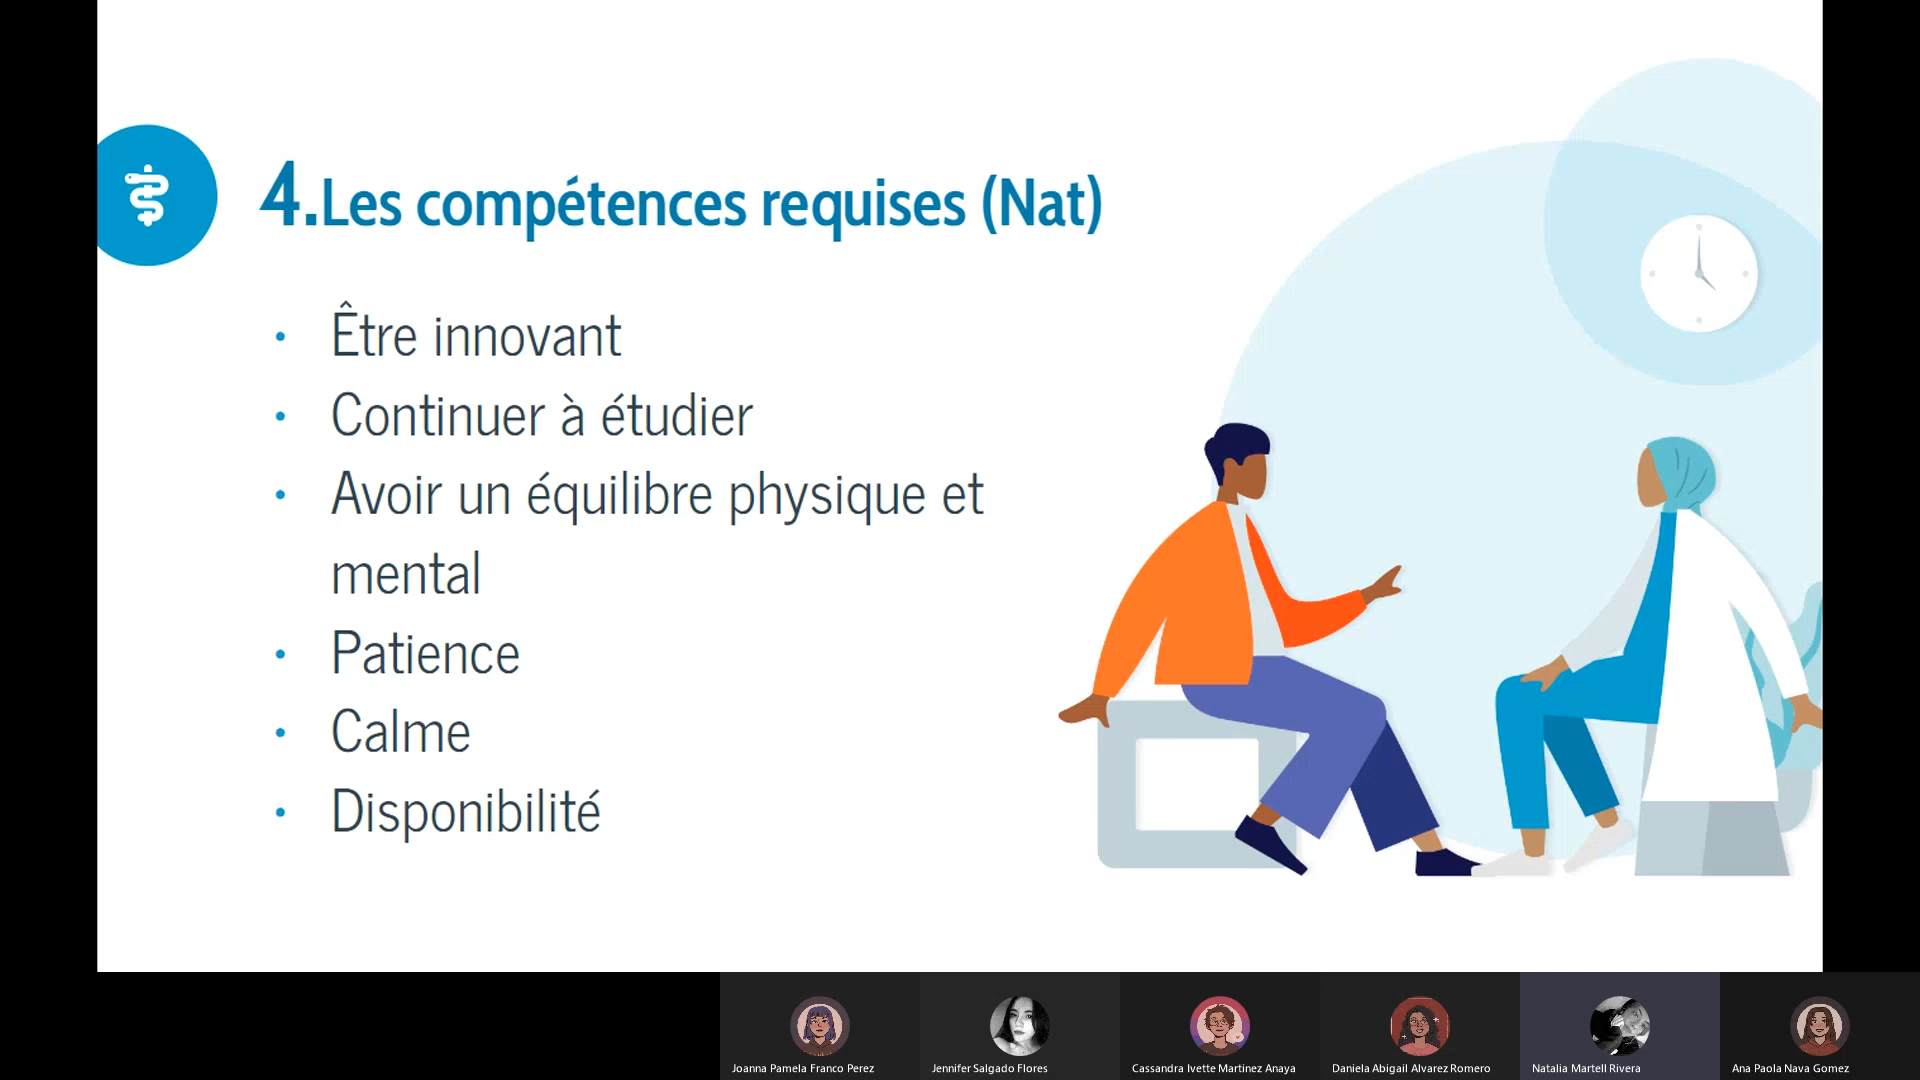 4.Les compétences requises (Nat)
• Être innovant
• Continuer à étudier
• Avoir un équilibre physique et
mental
• Patience
• Calme
• Disponibilité
Joanna Pamela Franco Perez
Jennifer Salgado Flores
Cassandra Ivette Martinez Anaya
Daniela Abigail Alvarez Romero
Natalia Martell Rivera
Ana Paola Nava Gomez